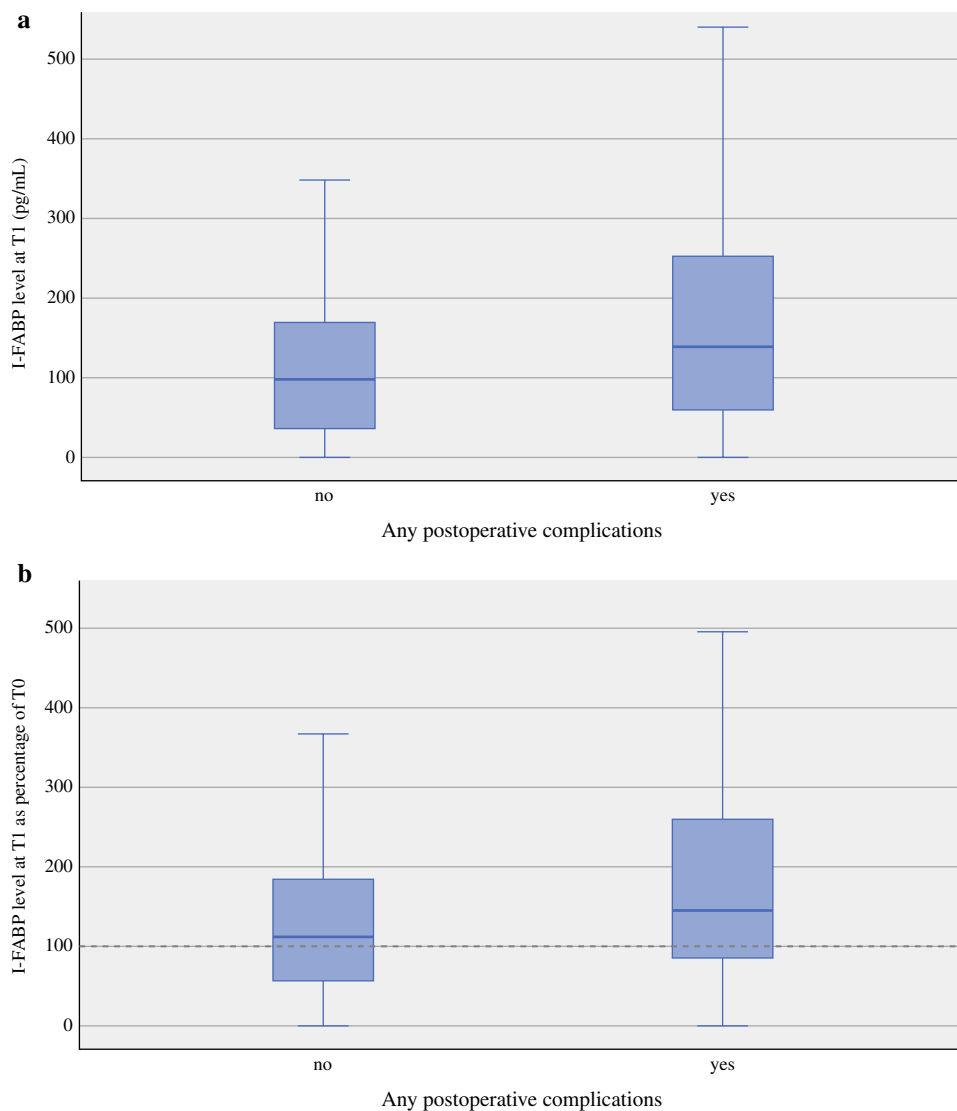 a
I-FABP level at T1 (pg/mL)
500
400
300
200
100
0
no yes
Any postoperative complications
b
I-FABP level at T1 as percentage of T0
500
400
300
200
100
0
no yes
Any postoperative complications